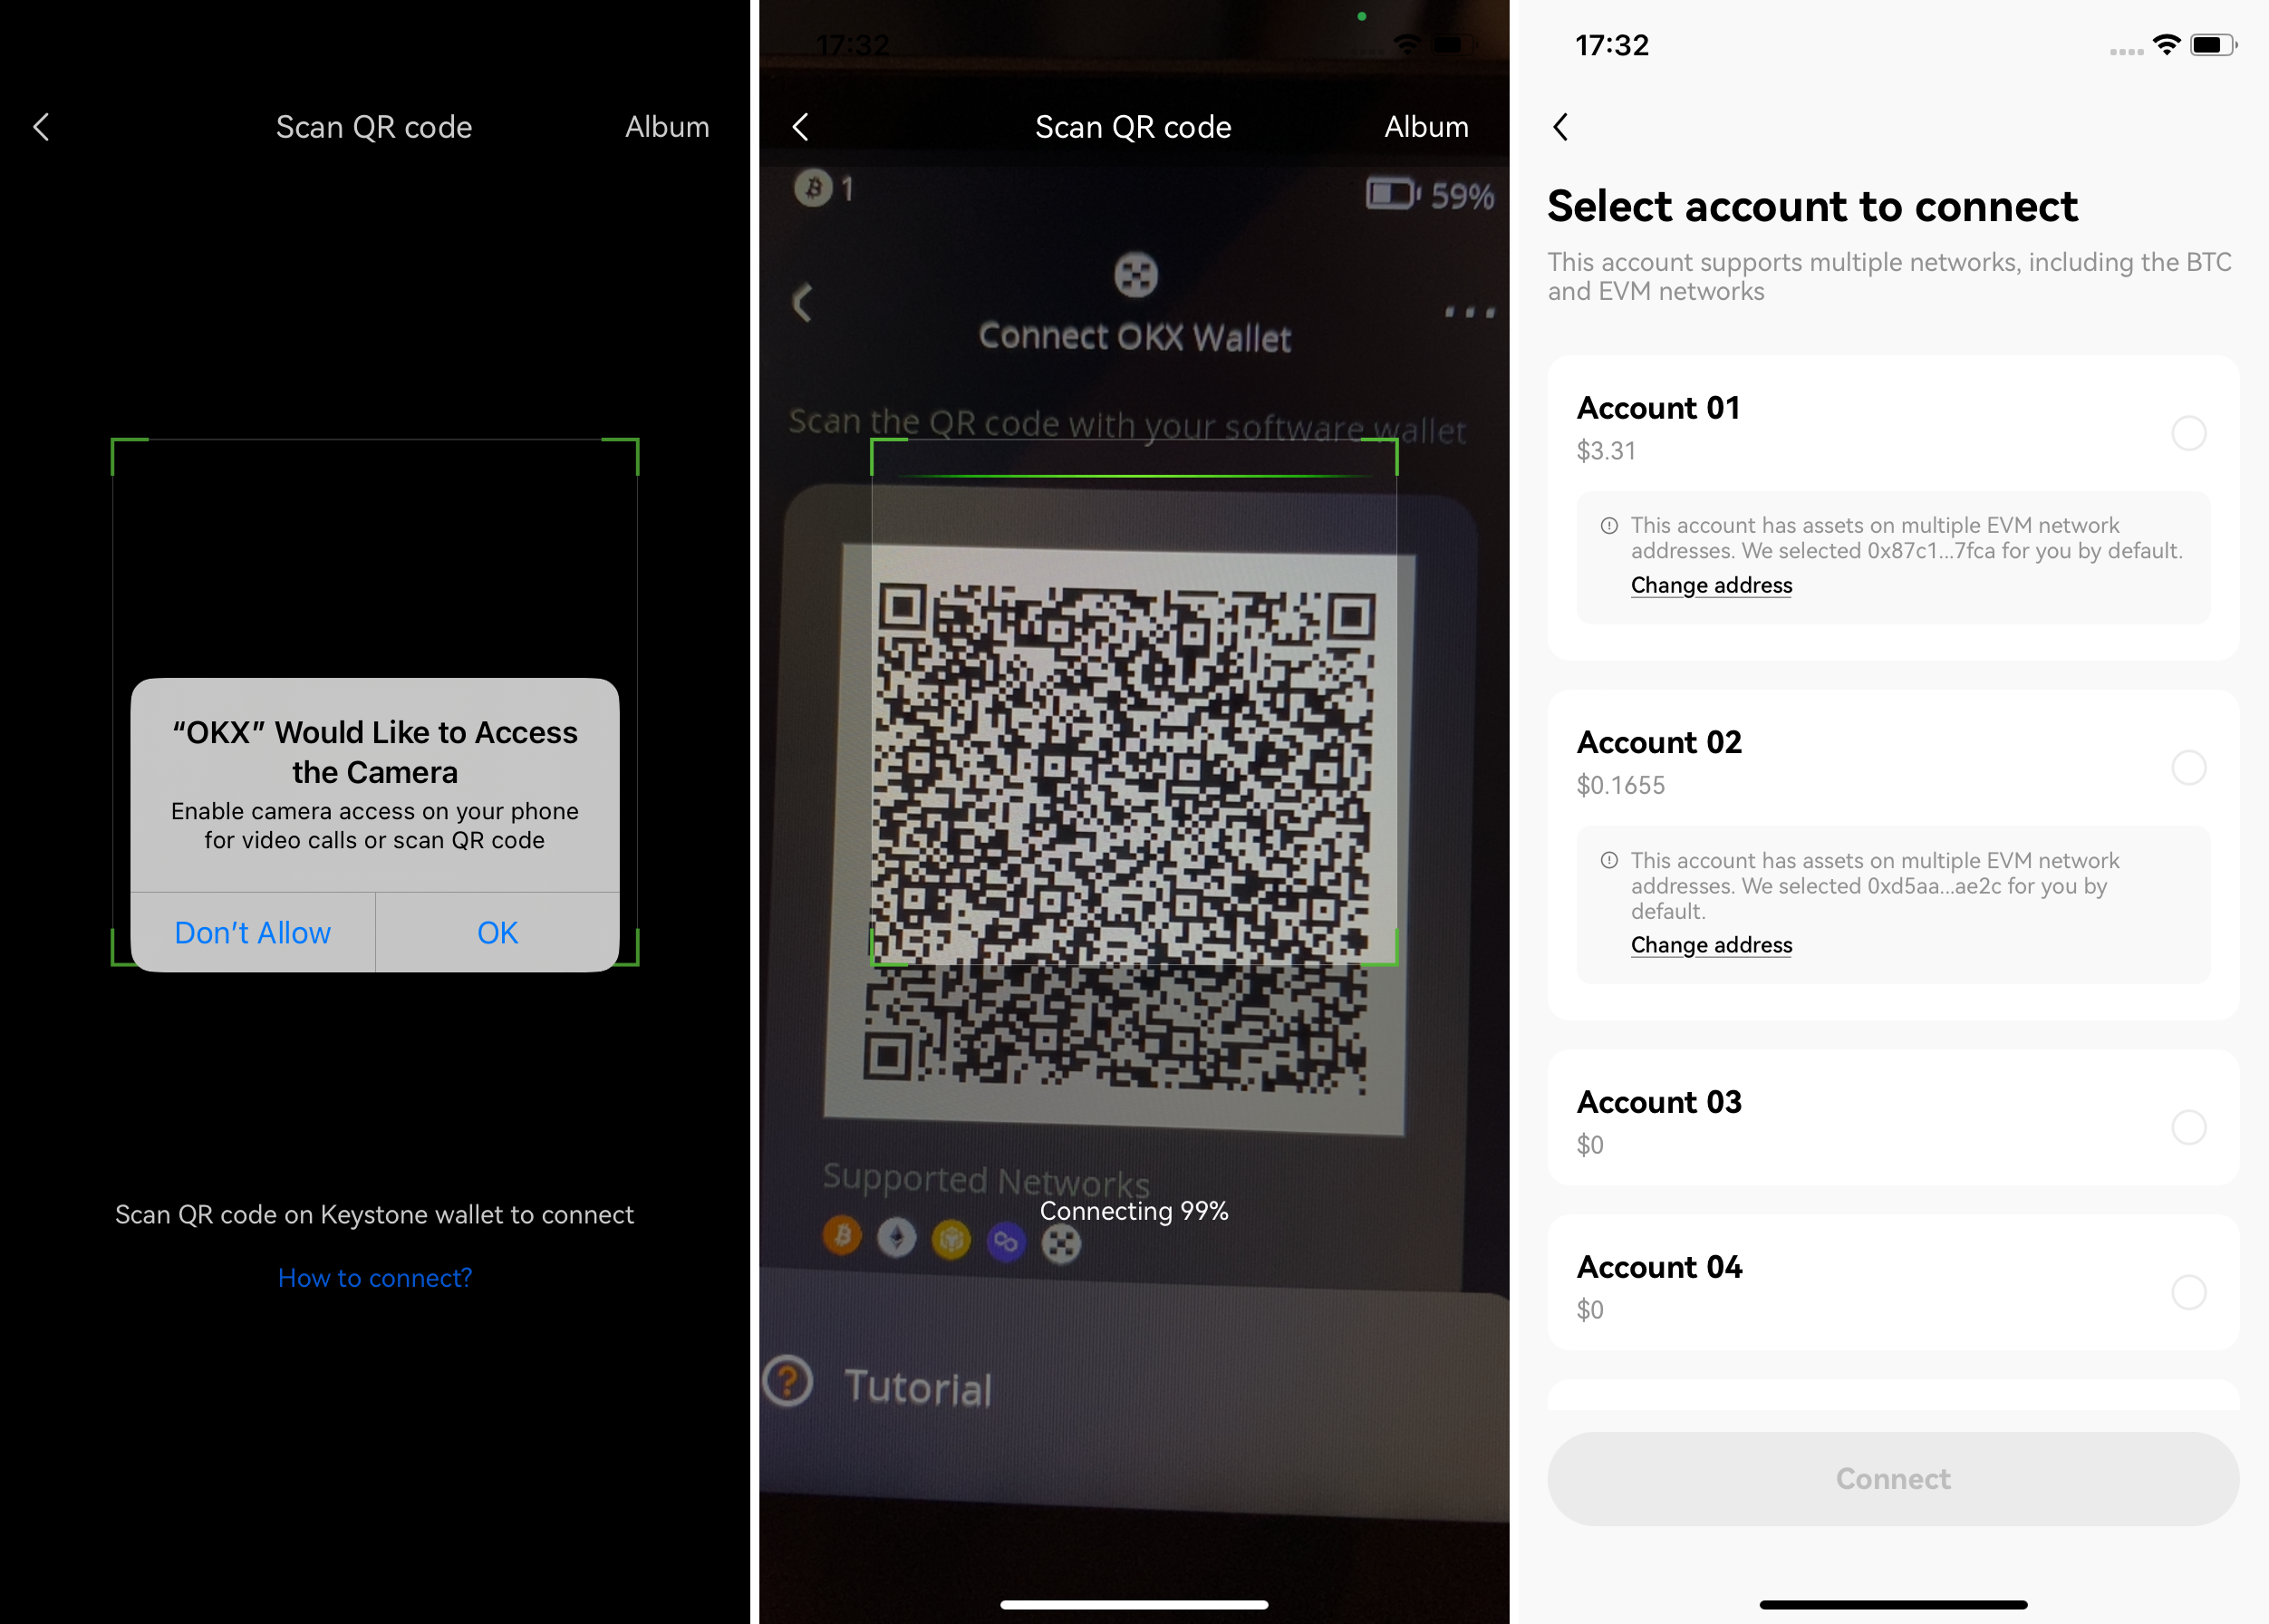 Scan QR code
Album
“OKX” Would Like to Access
the Camera
Enable camera access on your phone
for video calls or scan QR code
Don’t Allow
OK
Scan QR code on Keystone wallet to connect
How to connect?
17:32
Scan QR code
Album
1
59%
Connect OKX Wallet
Scan the QR code with your software wallet
Supported Networks
Connecting 99%
Tutorial
17:32
Select account to connect
This account supports multiple networks, including the BTC
and EVM networks
Account 01
$3.31
This account has assets on multiple EVM network
addresses. We selected 0x87c1...7fca for you by default.
Change address
Account 02
$0.1655
This account has assets on multiple EVM network
addresses. We selected 0xd5aa...ae2c for you by
default.
Change address
Account 03
$0
Account 04
$0
Connect